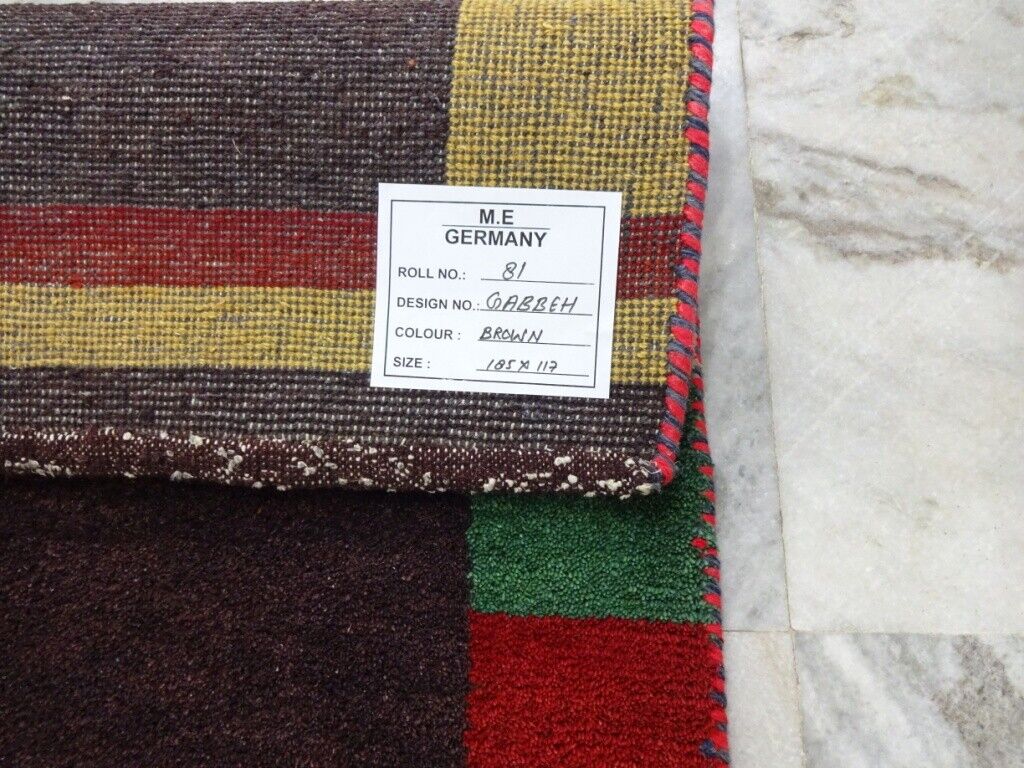 M.E
GERMANY
ROLL NO.: 81
DESIGN NO.: GABBEH
COLOUR : BROWN
SIZE : 185 X 117